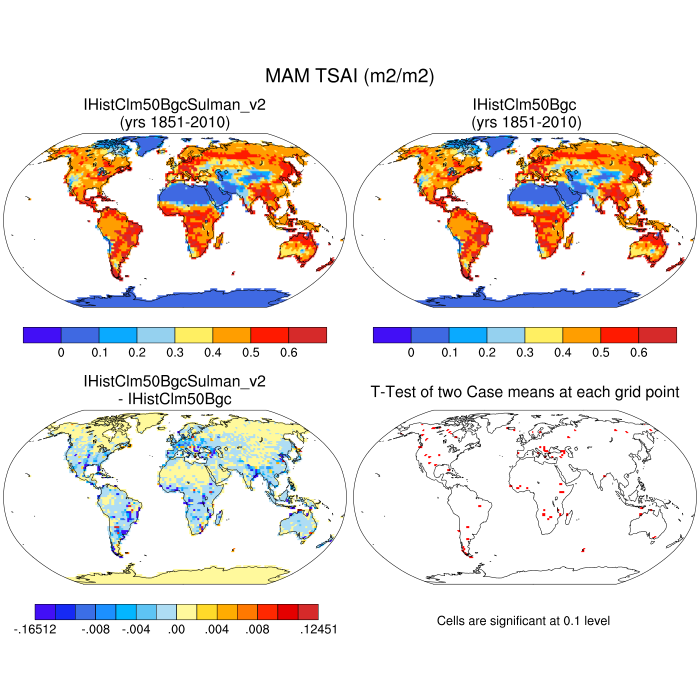 MAM TSAI (m2/m2)
IHistClm50BgcSulman_v2
(yrs 1851-2010)
IHistClm50Bgc
(yrs 1851-2010)
0 0.1 0.2 0.3 0.4 0.5 0.6
0 0.1 0.2 0.3 0.4 0.5 0.6
IHistClm50BgcSulman_v2
- IHistClm50Bgc
T-Test of two Case means at each grid point
-.16512 -.008 -.004 .00 .004 .008 .12451
Cells are significant at 0.1 level